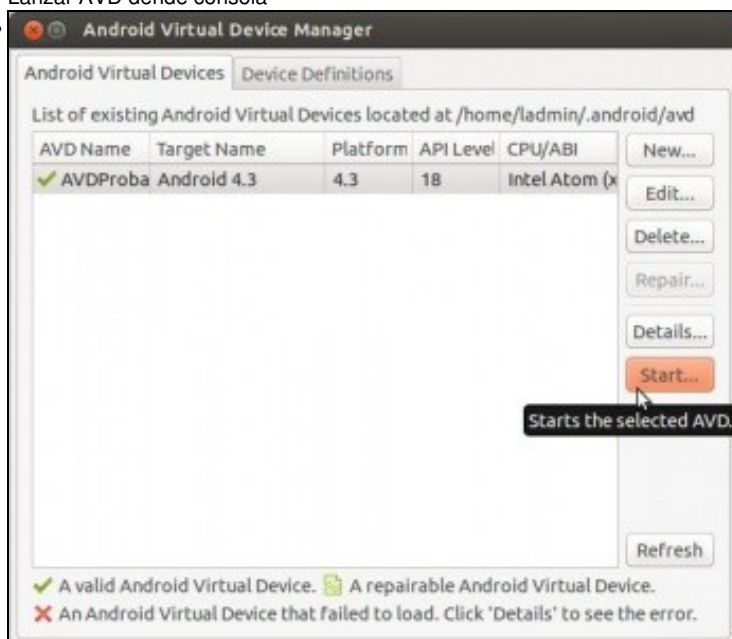 Lanzar AVD dende consola
Android Virtual Device Manager
Android Virtual Devices Device Definitions
List of existing Android Virtual Devices located at /home/ladmin/.android/avd
AVD Name Target Name Platform API Level CPU/ABI New...
AVDProba Android 4.3 4.3 18 Intel Atom (x
Edit...
Delete...
Repair...
Details...
Start...
Starts the selected AVD.
Refresh
A valid Android Virtual Device. A repairable Android Virtual Device.
An Android Virtual Device that failed to load. Click 'Details' to see the error.